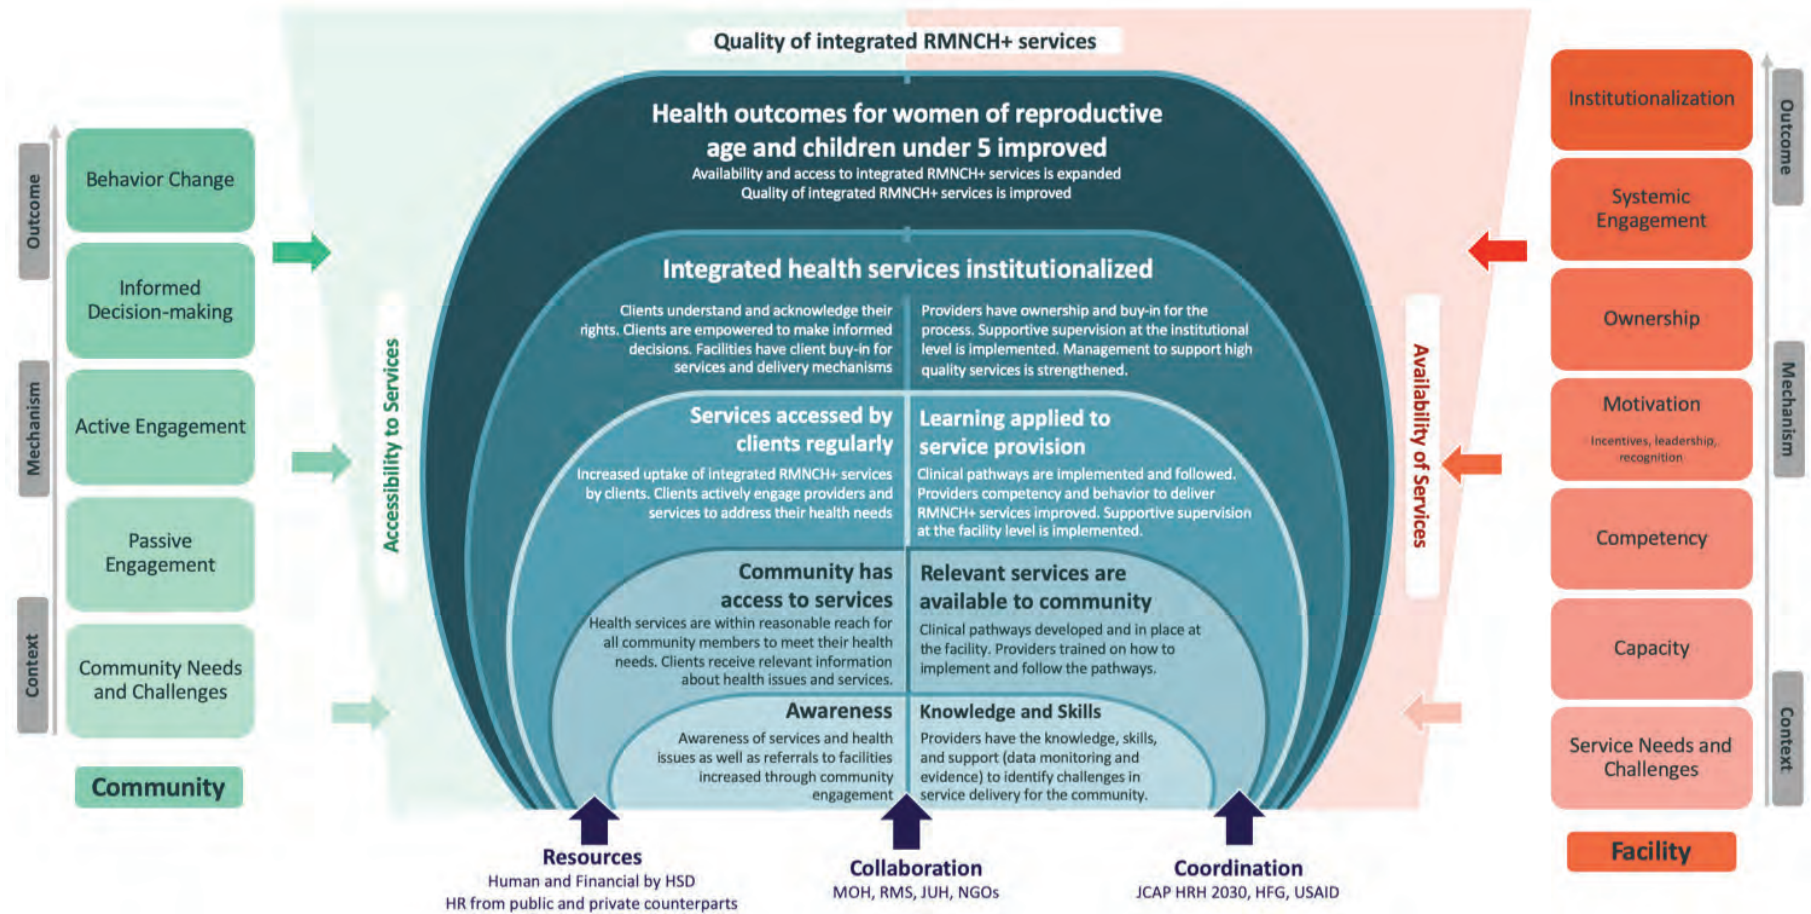 Quality of integrated RMNCH+ services
Outcome
Mechanism
Context
Behavior Change
Informed
Decision-making
Active Engagement
Passive
Engagement
Community Needs
and Challenges
Community
Accessibility to Services
Health outcomes for women of reproductive
age and children under 5 improved
Availability and access to integrated RMNCH+ services is expanded
Quality of integrated RMNCH+ services is improved
Integrated health services institutionalized
Clients understand and acknowledge their
rights. Clients are empowered to make informed
decisions. Facilities have client buy-in for
services and delivery mechanisms
Providers have ownership and buy-in for the
process. Supportive supervision at the institutional
level is implemented. Management to support high
quality services is strengthened.
Services accessed by
clients regularly
Increased uptake of integrated RMNCH+ services
by clients. Clients actively engage providers and
services to address their health needs
Learning applied to
service provision
Clinical pathways are implemented and followed.
Providers competency and behavior to deliver
RMNCH+ services improved. Supportive supervision
at the facility level is implemented.
Community has
access to services
Health services are within reasonable reach for
all community members to meet their health
needs. Clients receive relevant information
about health issues and services.
Relevant services are
available to community
Clinical pathways developed and in place at
the facility. Providers trained on how to
implement and follow the pathways.
Awareness
Awareness of services and health
issues as well as referrals to facilities
increased through community
engagement
Knowledge and Skills
Providers have the knowledge, skills,
and support (data monitoring and
evidence) to identify challenges in
service delivery for the community.
Resources
Human and Financial by HSD
HR from public and private counterparts
Collaboration
MOH, RMS, JUH, NGOs
Coordination
JCAP HRH 2030, HFG, USAID
Availability of Services
Institutionalization
Systemic
Engagement
Ownership
Motivation
Incentives, leadership,
recognition
Competency
Capacity
Service Needs and
Challenges
Facility
Outcome
Mechanism
Context